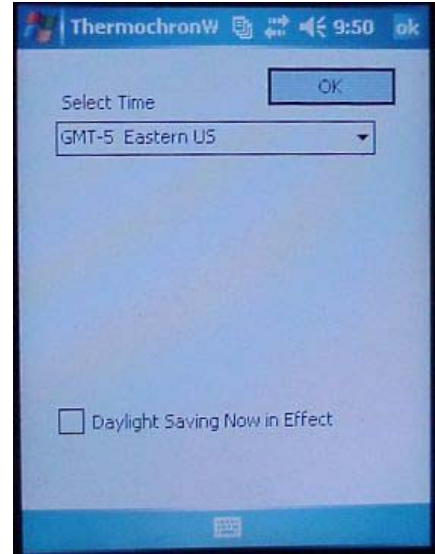 ThermochronW 9:50 ok
OK
Select Time
GMT-5 Eastern US
Daylight Saving Now in Effect